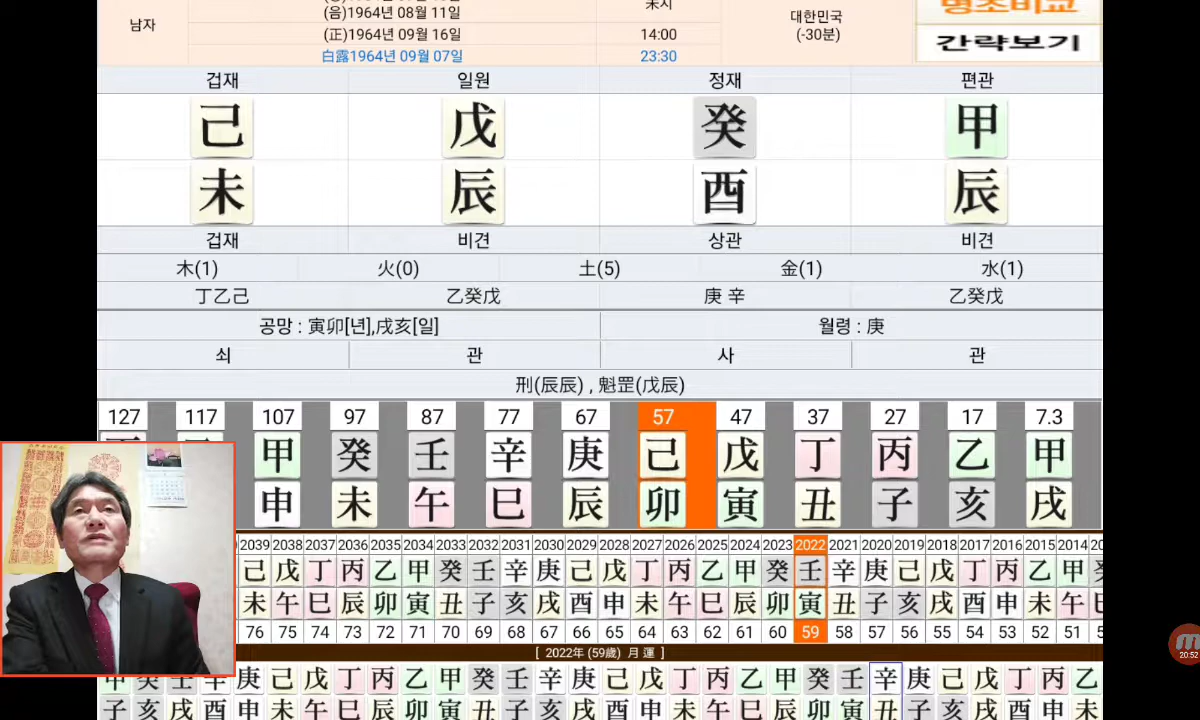 남자
(음)1964년 08월 11일
(正)1964년 09월 16일
白露1964년 09월 07일
未시
14:00
23:30
대한민국
(-30분)
명조비교
간략보기
겁재 일원 정재 편관
己 戊 癸 甲
未 辰 酉 辰
겁재 비견 상관 비견
木(1) 火(0) 土(5) 金(1) 水(1)
丁乙己 乙癸戊 庚 辛 乙癸戊
공망 : 寅卯[년],戌亥[일] 월령 : 庚
쇠 관 사 관
刑(辰辰) , 魁罡(戊辰)
127 117 107 97 87 77 67 57 47 37 27 17 7.3
甲 癸 壬 辛 庚 己 戊 丁 丙 乙 甲
申 未 午 巳 辰 卯 寅 丑 子 亥 戌
2039 2038 2037 2036 2035 2034 2033 2032 2031 2030 2029 2028 2027 2026 2025 2024 2023 2022 2021 2020 2019 2018 2017 2016 2015 2014
己 戊 丁 丙 乙 甲 癸 壬 辛 庚 己 戊 丁 丙 乙 甲 癸 壬 辛 庚 己 戊 丁 丙 乙 甲
未 午 巳 辰 卯 寅 丑 子 亥 戌 酉 申 未 午 巳 辰 卯 寅 丑 子 亥 戌 酉 申 未 午
76 75 74 73 72 71 70 69 68 67 66 65 64 63 62 61 60 59 58 57 56 55 54 53 52 51
[ 2022年 (59歲) 月 運 ]
甲 癸 壬 辛 庚 己 戊 丁 丙 乙 甲 癸 壬 辛 庚 己 戊 丁 丙 乙 甲 癸 壬 辛 庚 己 戊 丁 丙 乙
子 亥 戌 酉 申 未 午 巳 辰 卯 寅 丑 子 亥 戌 酉 申 未 午 巳 辰 卯 寅 丑 子 亥 戌 酉 申 未
20:52